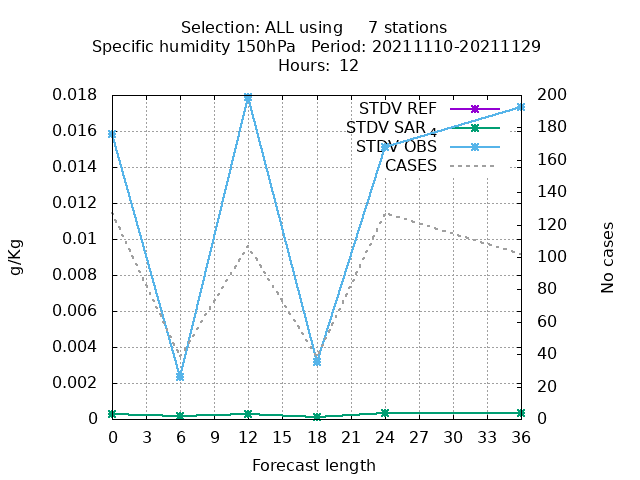 Selection: ALL using 7 stations
Specific humidity 150hPa Period: 20211110-20211129
Hours: 12
0.018
0.016
0.014
0.012
0.01
0.008
0.006
0.004
0.002
0
g/Kg
STDV REF
STDV SAR 4
STDV OBS
CASES
200
180
160
140
120
100
80
60
40
20
0
No cases
0 3 6 9 12 15 18 21 24 27 30 33 36
Forecast length